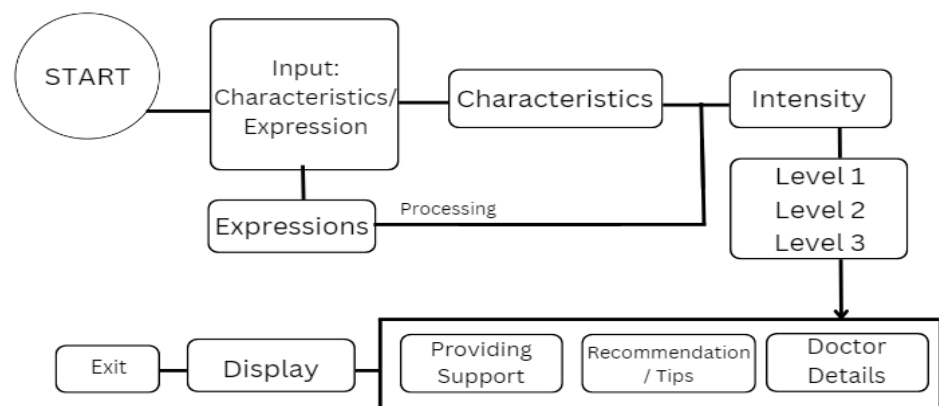 START
Input:
Characteristics/
Expression
Characteristics
Intensity
Expressions
Processing
Level 1
Level 2
Level 3
Exit
Display
Providing
Support
Recommendation
/ Tips
Doctor
Details